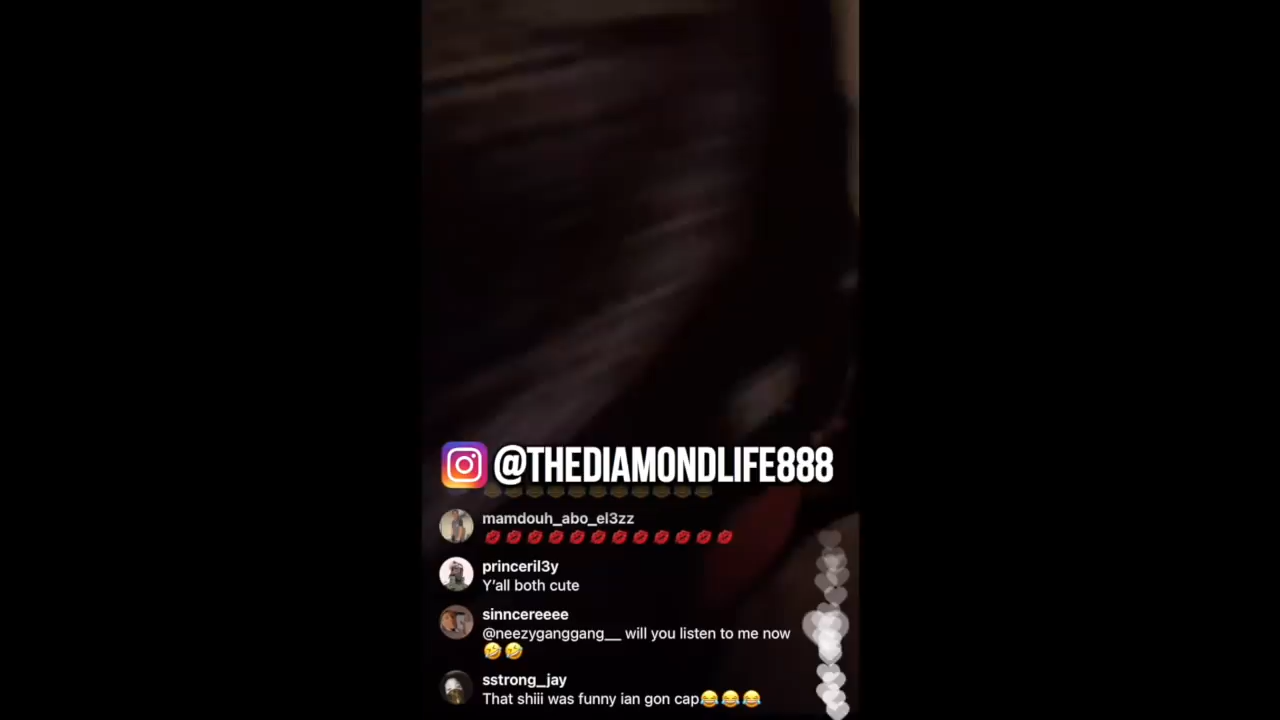 @THEDIAMONDLIFE888
mamdouh_abo_el3zz
💋💋💋💋💋💋💋💋💋💋💋💋
princeril3y
Y'all both cute
sinncereeee
@neezyganggang__ will you listen to me now
🤣🤣
sstrong_jay
That shiii was funny ian gon cap😂😂😂